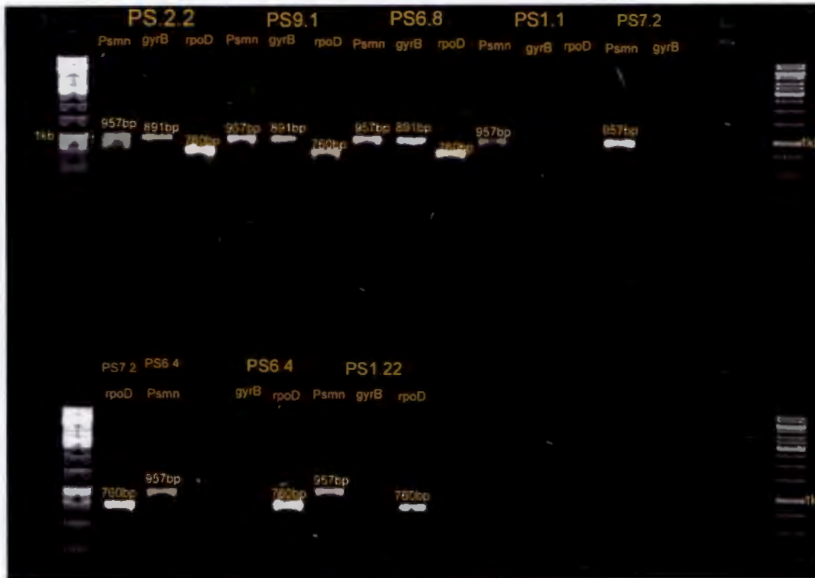 PS.2.2 PS9.1 PS6.8 PS1.1 PS7.2
Psmn gyrB rpoD Psmn gyrB rpoD Psmn gyrB rpoD Psmn gyrB rpoD Psmn gyrB
957bp 891bp 760bp 957bp 891bp 760bp 957bp 891bp 760bp 957bp 957bp
1kb
PS7.2 PS6.4 PS6.4 PS1.22
rpoD Psmn gyrB rpoD Psmn gyrB rpoD
760bp 957bp 760bp 957bp 760bp